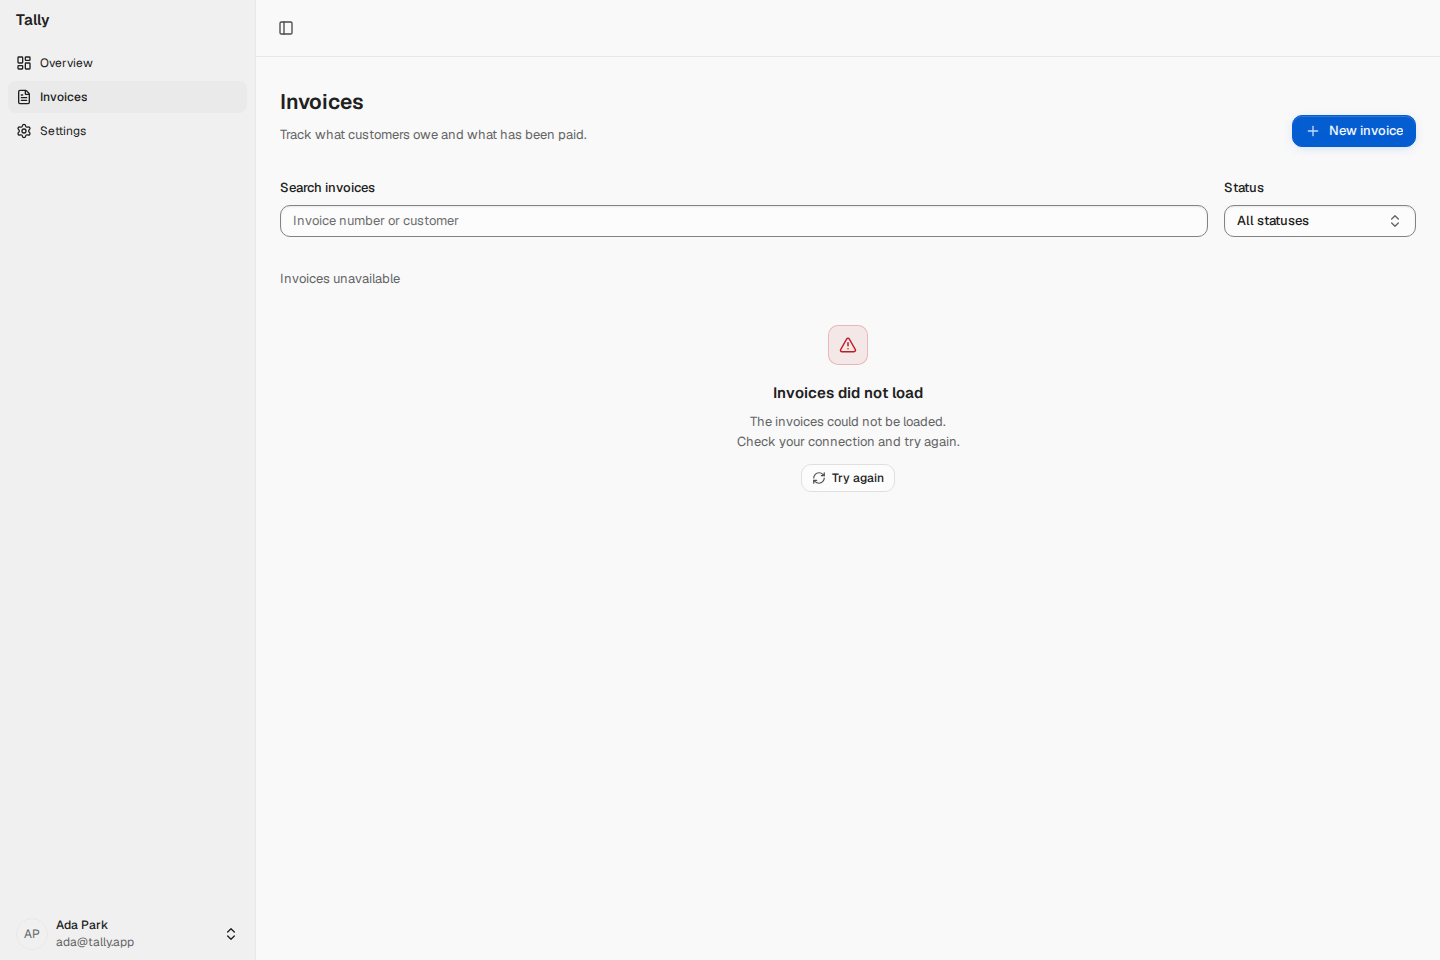 Tally
Overview
Invoices
Settings
Invoices
Track what customers owe and what has been paid.
New invoice
Search invoices
Status
Invoice number or customer
All statuses
Invoices unavailable
Invoices did not load
The invoices could not be loaded.
Check your connection and try again.
Try again
AP
Ada Park
ada@tally.app